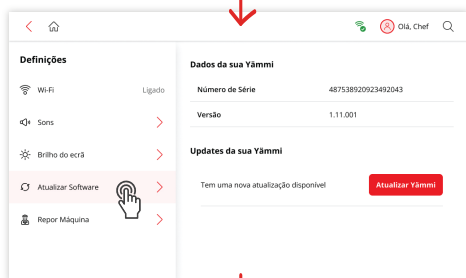 Olá, Chef
Definições
Wi-Fi Ligado
Sons
Brilho do ecrã
Atualizar Software
Repor Máquina
Dados da sua Yämmi
Número de Série 487538920923492043
Versão 1.11.001
Updates da sua Yämmi
Tem uma nova atualização disponível Atualizar Yämmi